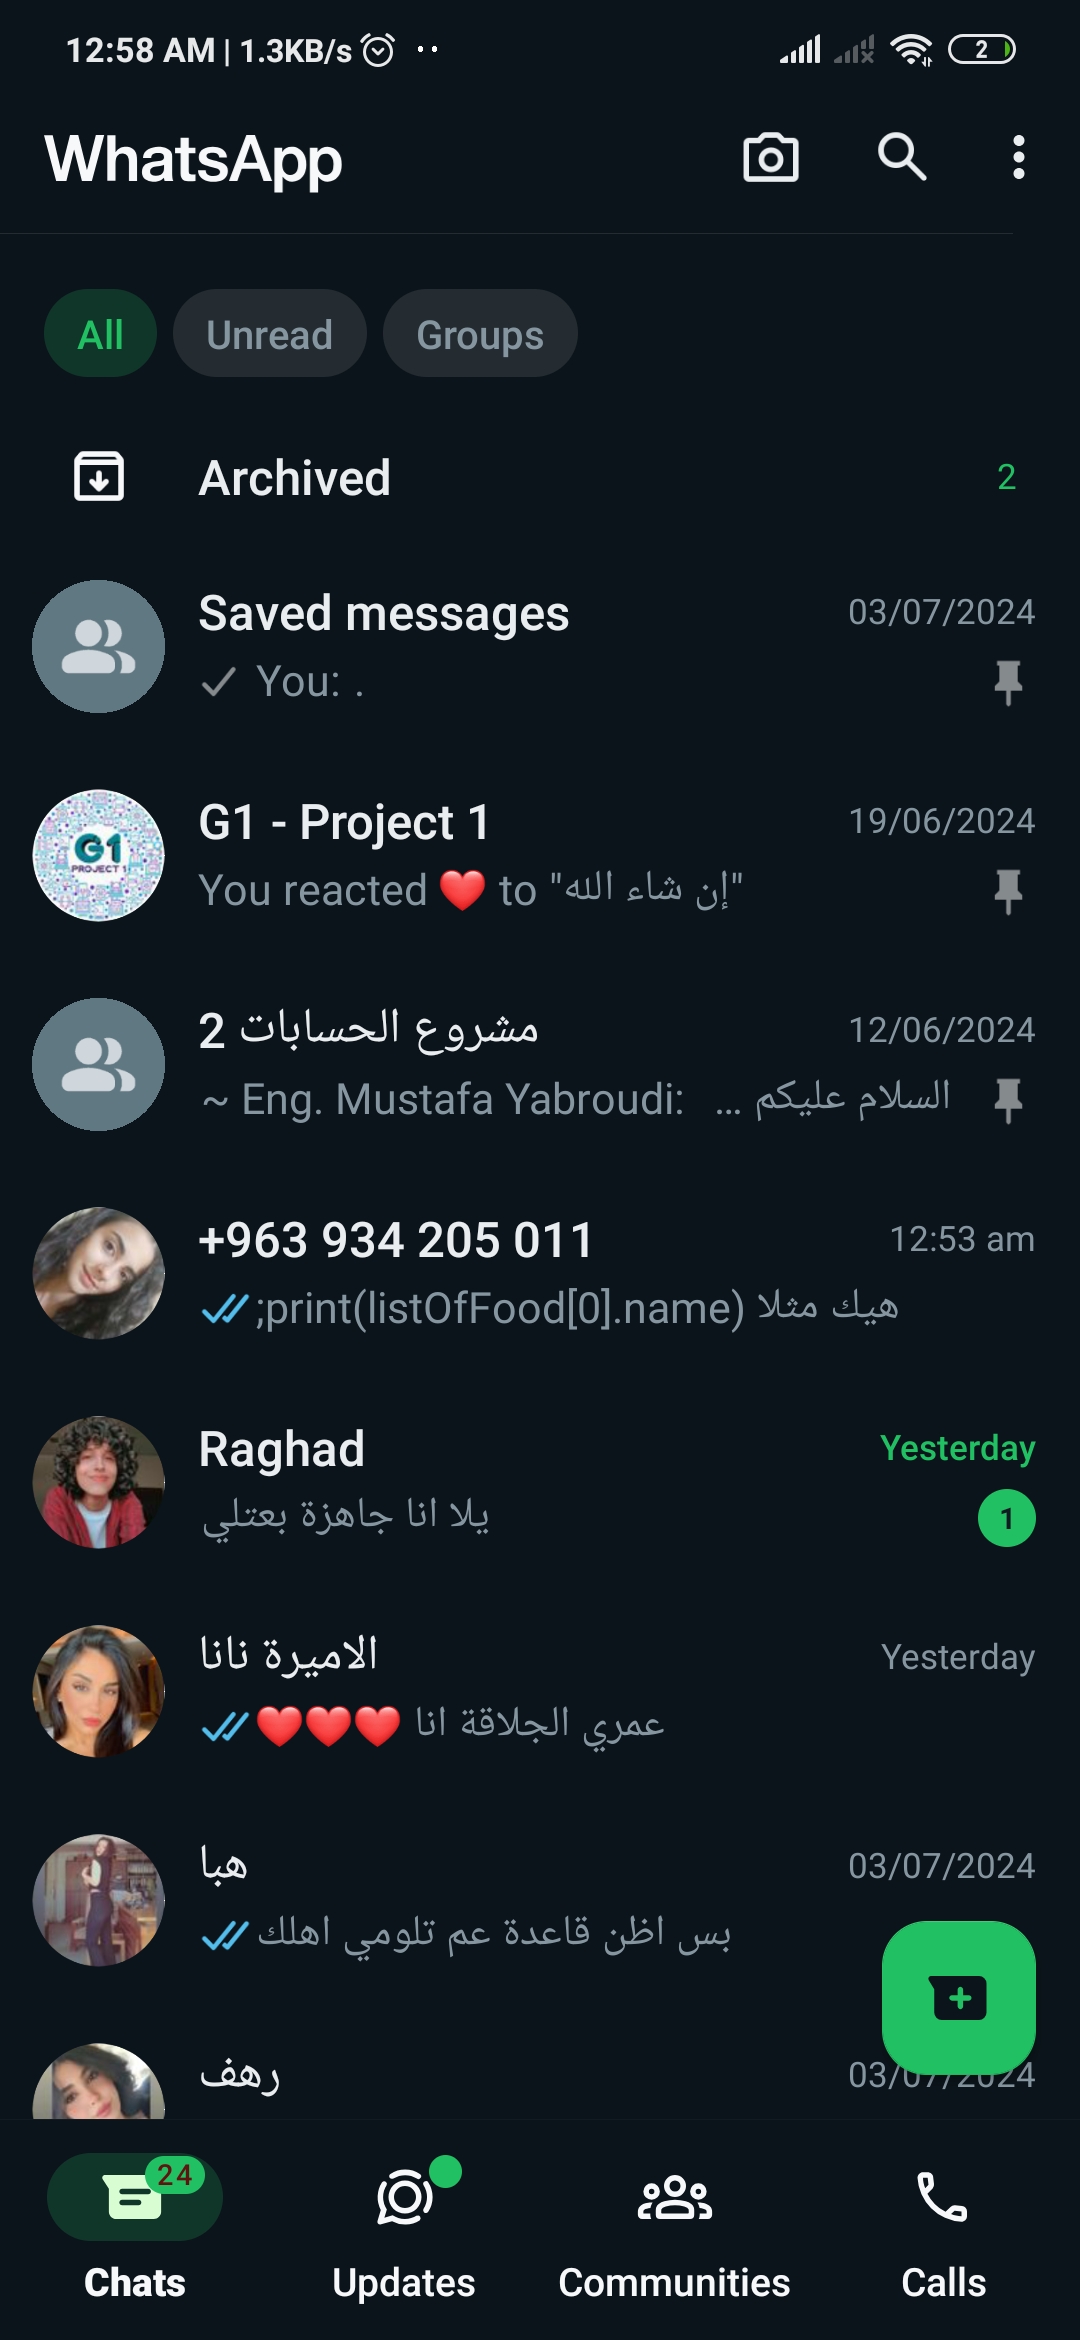 12:58 AM | 1.3KB/s
2
WhatsApp
All Unread Groups
Archived 2
Saved messages 03/07/2024
You: .
G1 PROJECT 1
G1 - Project 1 19/06/2024
You reacted ❤️ to "إن شاء الله"
مشروع الحسابات 2 12/06/2024
~ Eng. Mustafa Yabroudi: السلام عليكم ...
+963 934 205 011 12:53 am
هيك مثلا print(listOfFood[0].name);
Raghad Yesterday
يلا انا جاهزة بعتلي 1
الاميرة نانا Yesterday
عمري الجلاقة انا ❤️❤️❤️
هبا 03/07/2024
بس اظن قاعدة عم تلومي اهلك
رهف 03/07/2024
24
Chats Updates Communities Calls